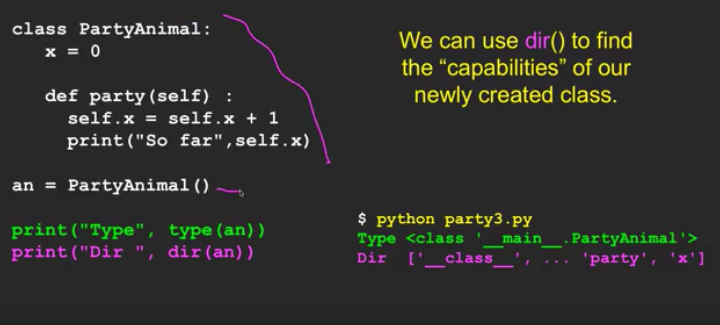 class PartyAnimal:
   x = 0

   def party(self) :
     self.x = self.x + 1
     print("So far",self.x)

an = PartyAnimal()

print("Type", type(an))
print("Dir ", dir(an))
We can use dir() to find
the “capabilities” of our
newly created class.
$ python party3.py
Type <class '__main__.PartyAnimal'>
Dir  ['__class__', ... 'party', 'x']